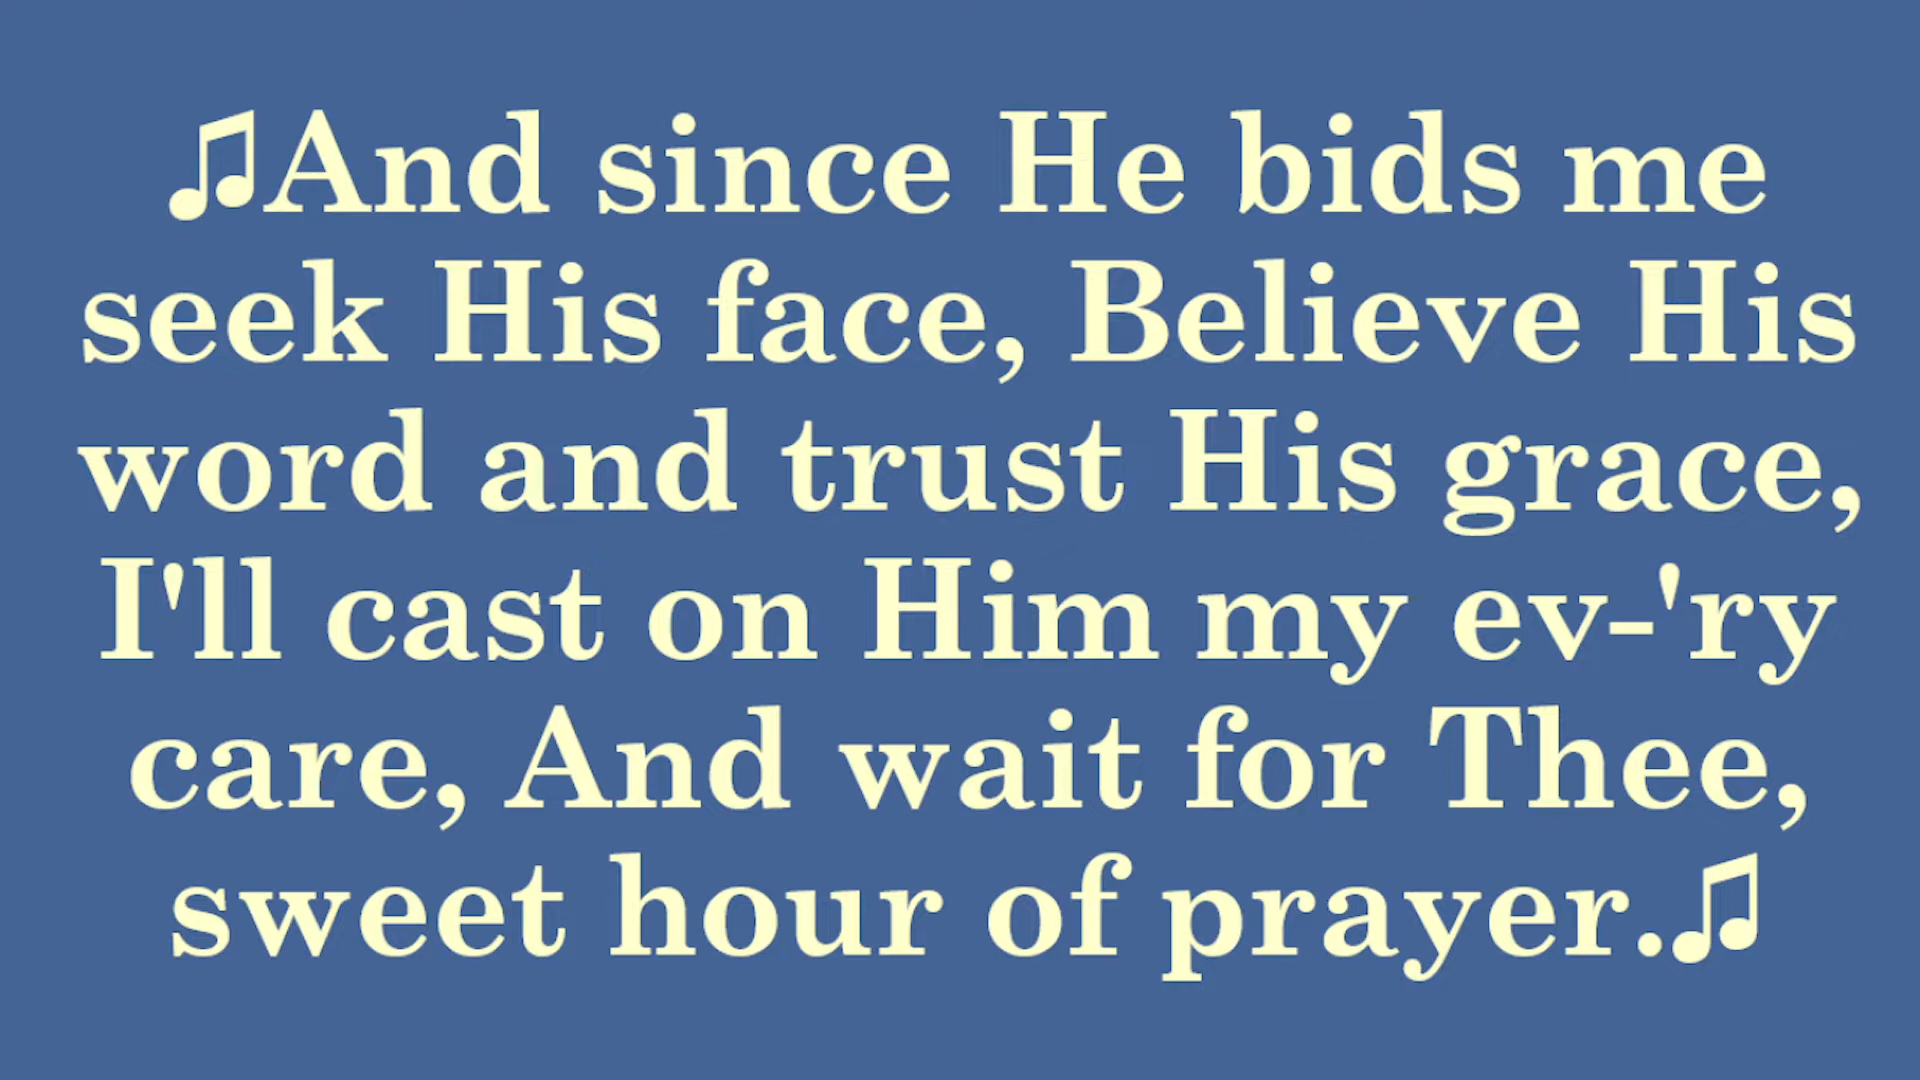 ♫And since He bids me
seek His face, Believe His
word and trust His grace,
I'll cast on Him my ev-'ry
care, And wait for Thee,
sweet hour of prayer.♫